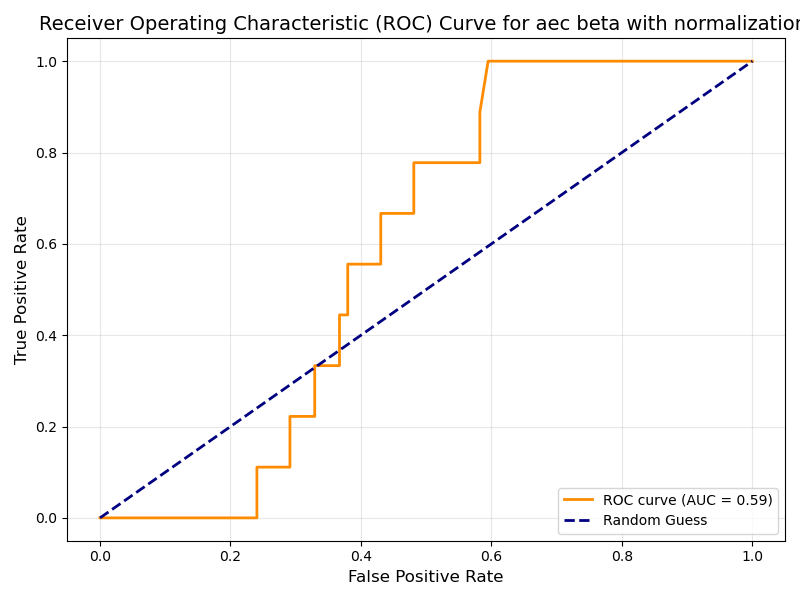 Receiver Operating Characteristic (ROC) Curve for aec beta with normalization
1.0
0.8
0.6
0.4
0.2
0.0
True Positive Rate
ROC curve (AUC = 0.59)
Random Guess
0.0 0.2 0.4 0.6 0.8 1.0
False Positive Rate